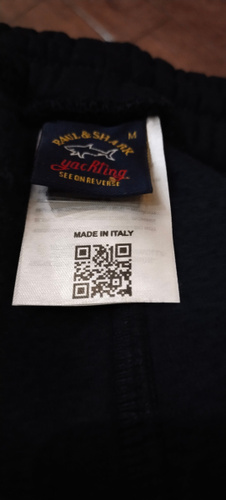 PAUL & SHARK M
yachting
SEE ON REVERSE
MADE IN ITALY